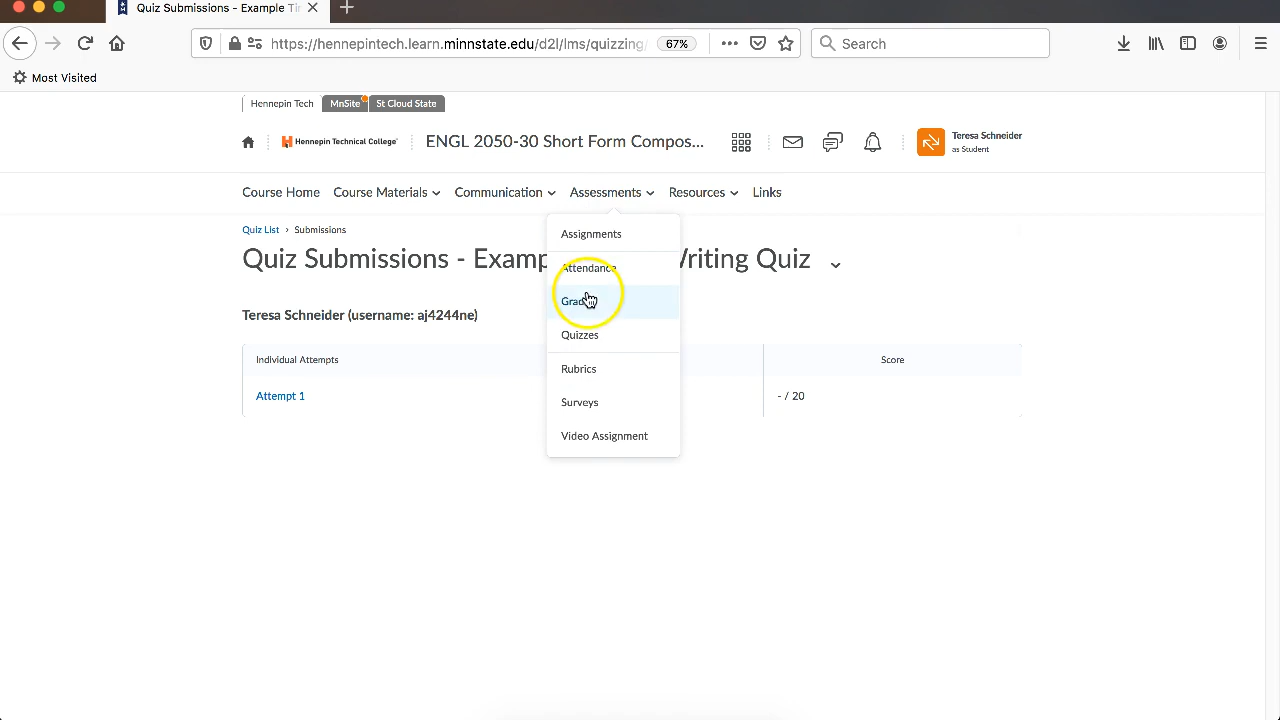 Quiz Submissions - Example Tir
https://hennepintech.learn.minnstate.edu/d2l/lms/quizzing/
67%
Search
Most Visited
Hennepin Tech
MnSite
St Cloud State
Hennepin Technical College
ENGL 2050-30 Short Form Compos...
Teresa Schneider
as Student
Course Home
Course Materials
Communication
Assessments
Resources
Links
Quiz List › Submissions
Quiz Submissions - Examp
Writing Quiz
Assignments
Attendance
Quizzes
Rubrics
Surveys
Video Assignment
Teresa Schneider (username: aj4244ne)
Individual Attempts
Score
Attempt 1
- / 20